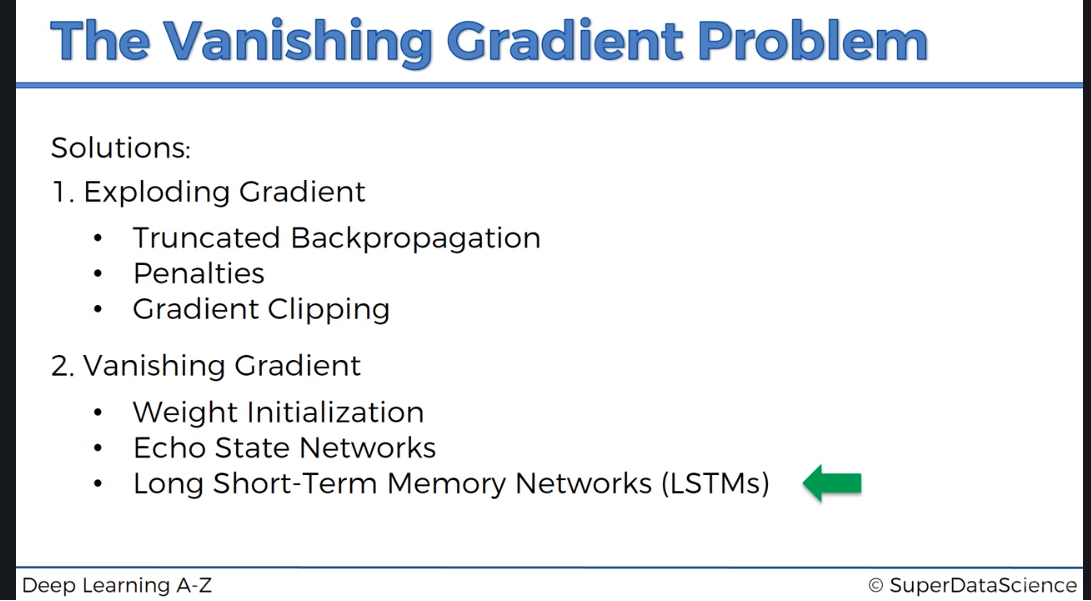 The Vanishing Gradient Problem
Solutions:
1. Exploding Gradient
• Truncated Backpropagation
• Penalties
• Gradient Clipping
2. Vanishing Gradient
• Weight Initialization
• Echo State Networks
• Long Short-Term Memory Networks (LSTMs)
Deep Learning A-Z
© SuperDataScience